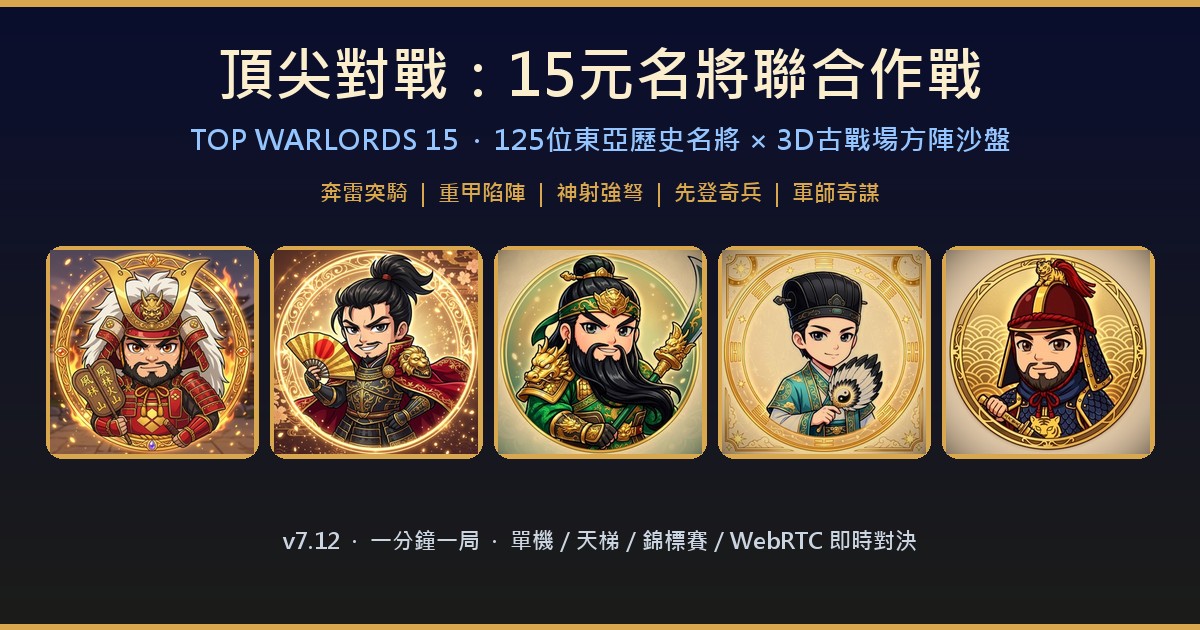 頂尖對戰：15元名將聯合作戰
TOP WARLORDS 15 · 125位東亞歷史名將 × 3D古戰場方陣沙盤
奔雷突騎 | 重甲陷陣 | 神射強弩 | 先登奇兵 | 軍師奇謀
v7.12 · 一分鐘一局 · 單機 / 天梯 / 錦標賽 / WebRTC 即時對決